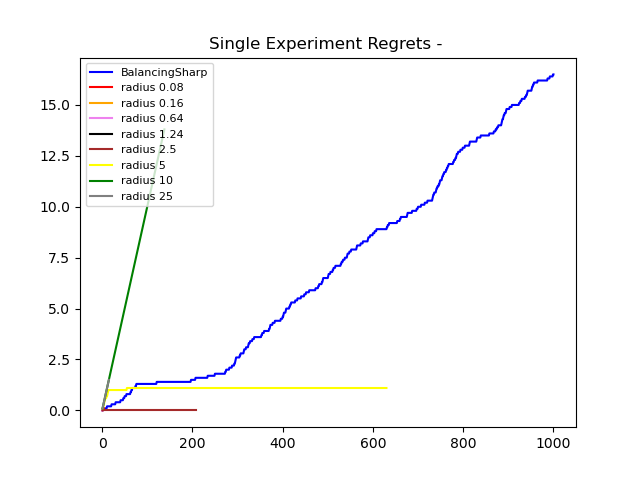 Single Experiment Regrets -
BalancingSharp
radius 0.08
radius 0.16
radius 0.64
radius 1.24
radius 2.5
radius 5
radius 10
radius 25
15.0
12.5
10.0
7.5
5.0
2.5
0.0
0 200 400 600 800 1000